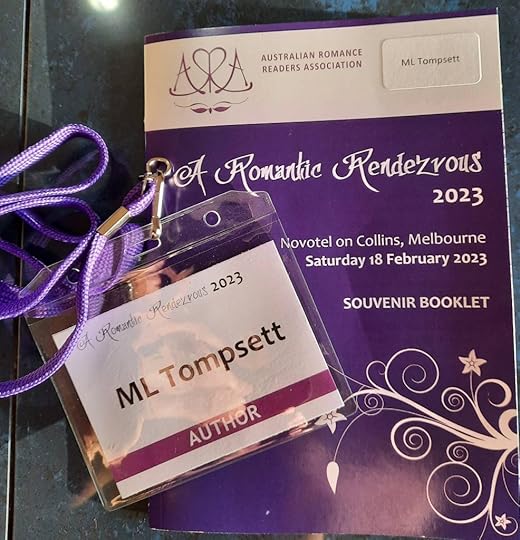 ARRA
AUSTRALIAN ROMANCE
READERS ASSOCIATION
ML Tompsett
A Romantic Rendezvous
2023
Novotel on Collins, Melbourne
Saturday 18 February 2023
SOUVENIR BOOKLET
A Romantic Rendezvous 2023
ML Tompsett
AUTHOR